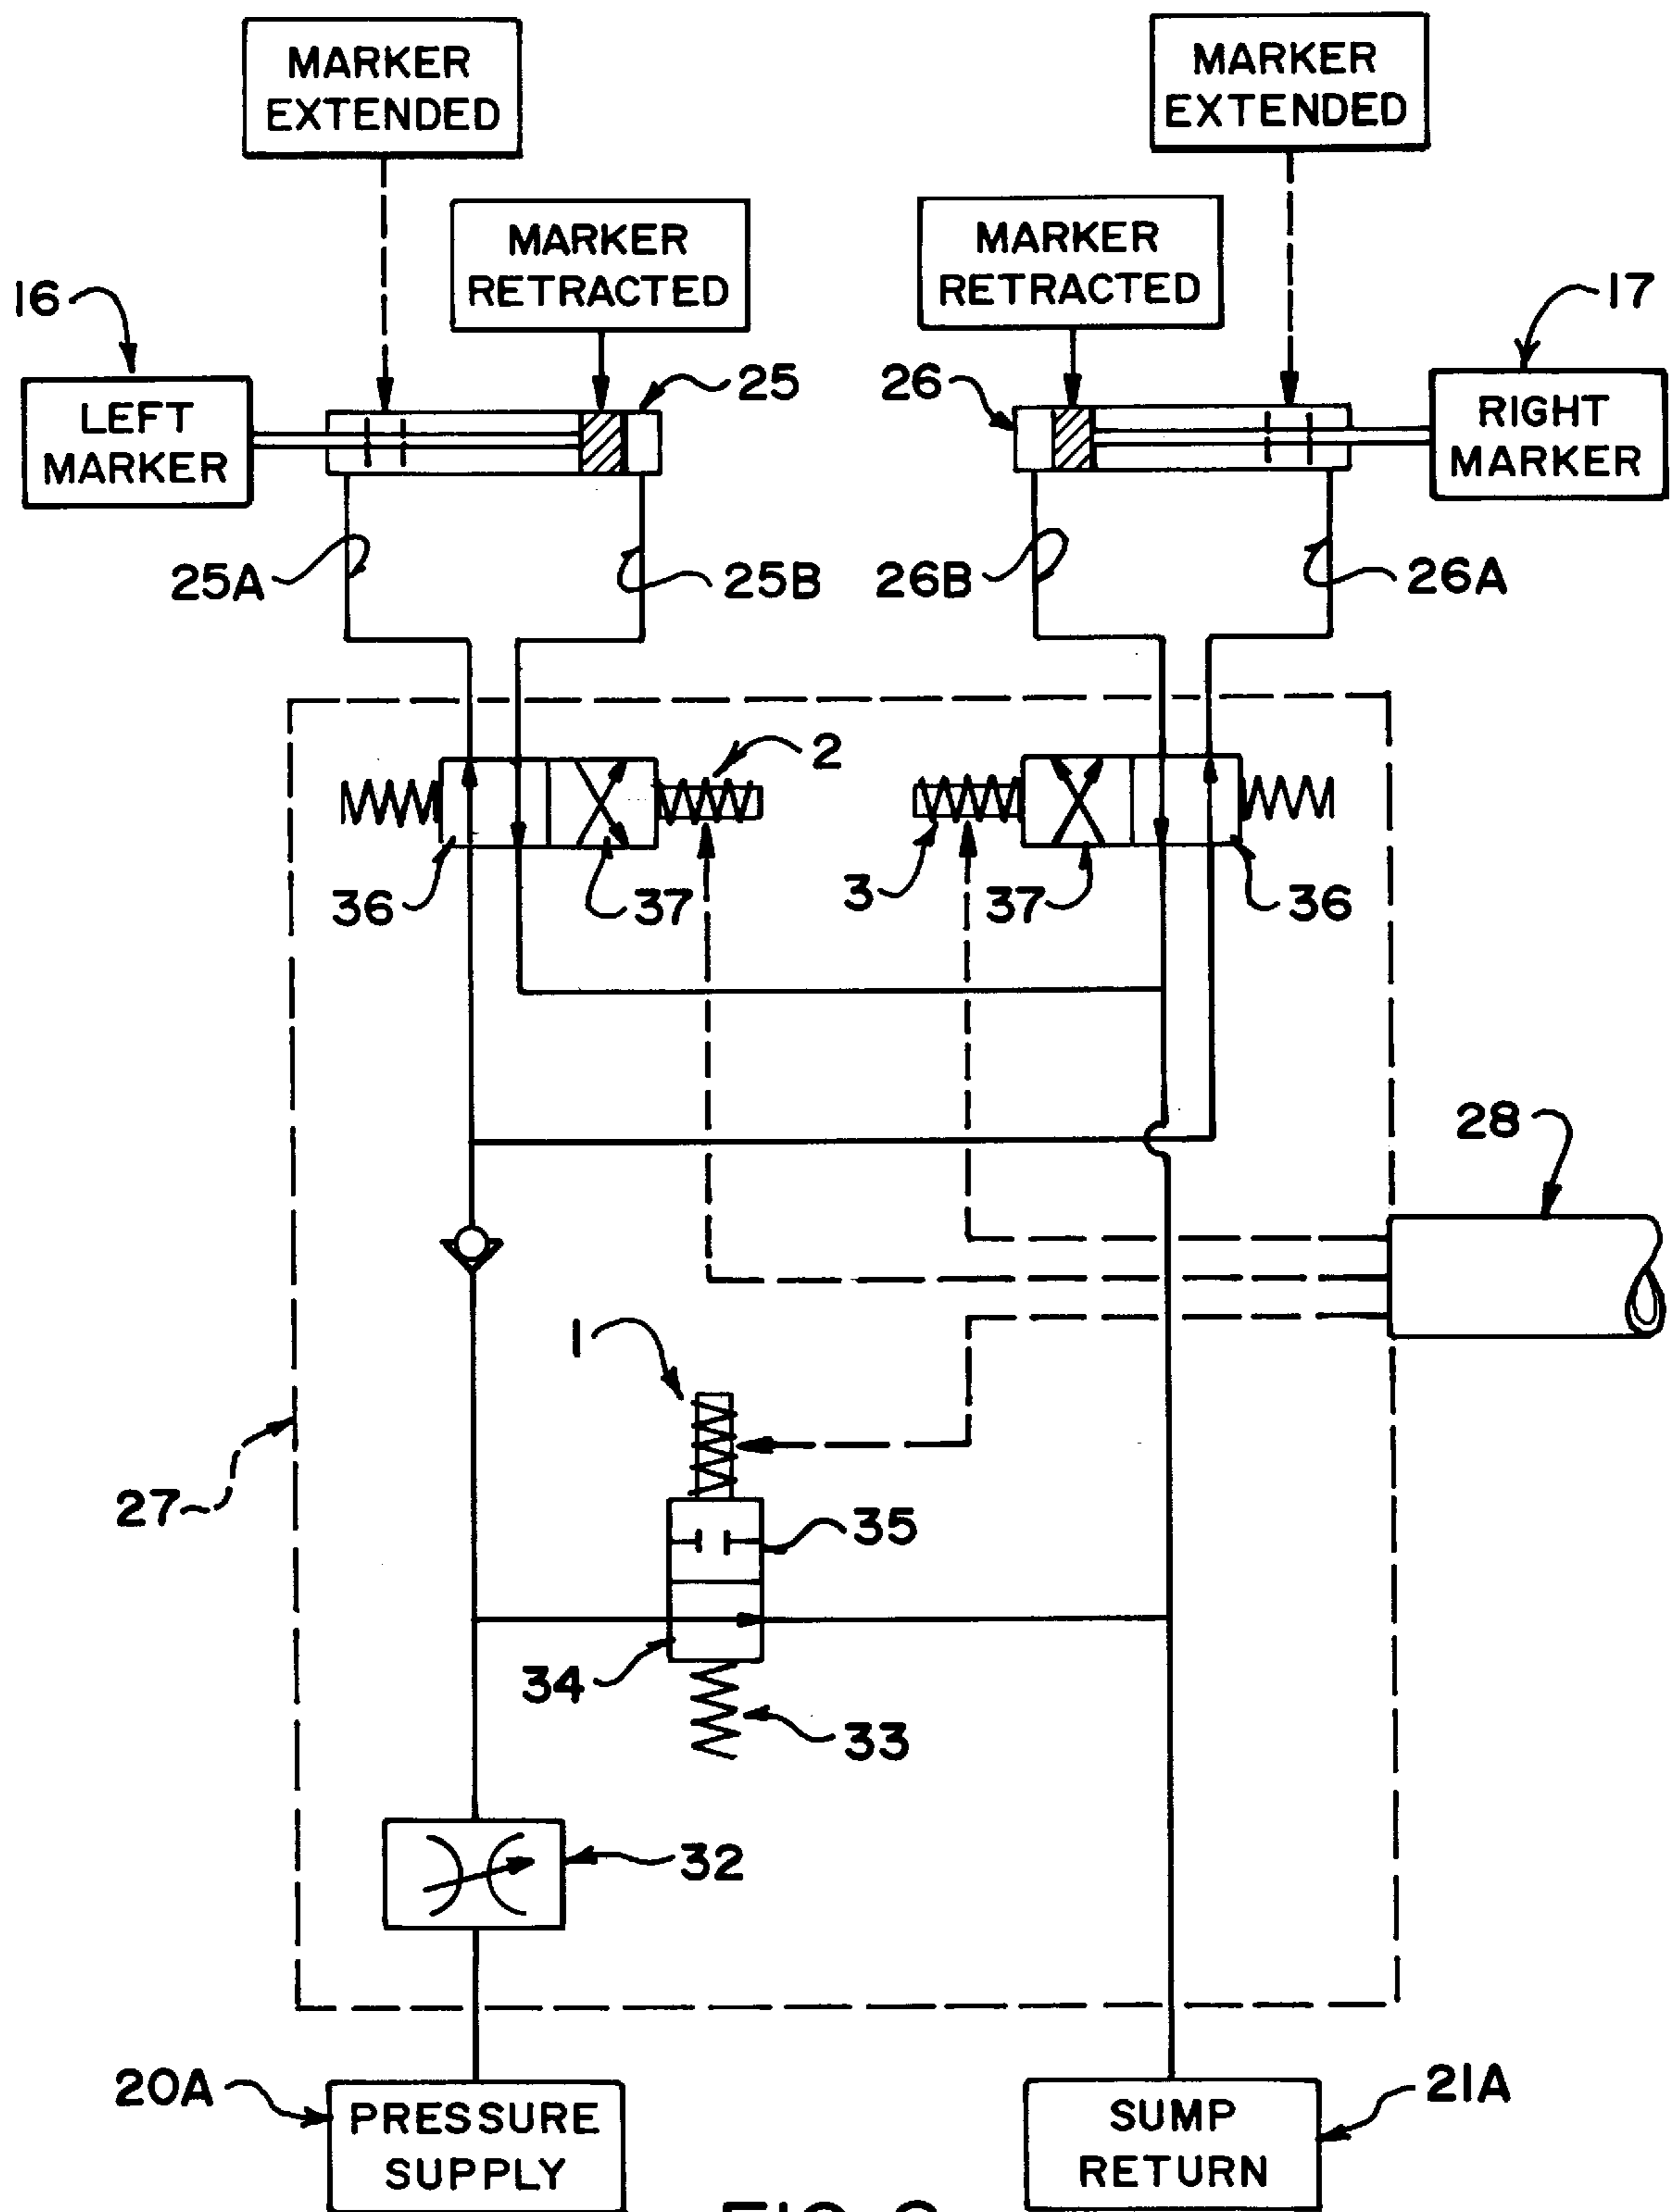 MARKER
EXTENDED
MARKER
EXTENDED
MARKER
RETRACTED
MARKER
RETRACTED
16
17
25
26
LEFT
MARKER
RIGHT
MARKER
25A
25B
26B
26A
2
36
37
3
37
36
28
1
27
35
34
33
32
20A
PRESSURE
SUPPLY
SUMP
RETURN
21A